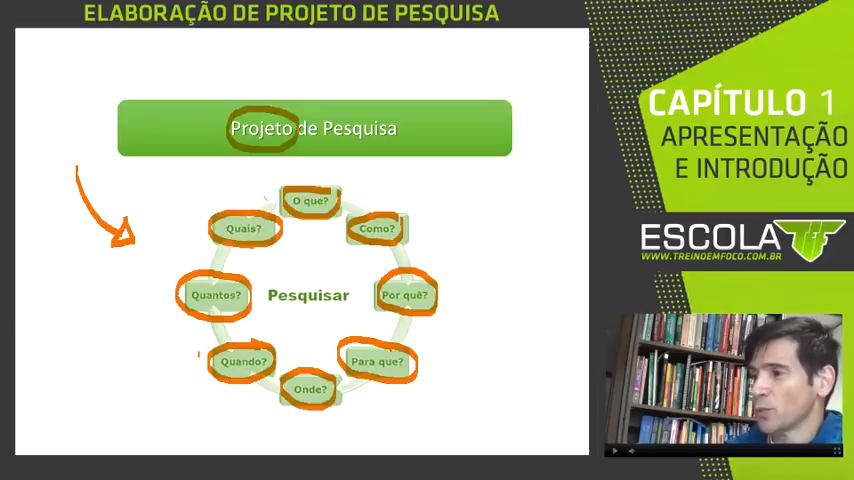 ELABORAÇÃO DE PROJETO DE PESQUISA
Projeto de Pesquisa
O que?
Quais?
Como?
Quantos?
Pesquisar
Por quê?
Quando?
Para que?
Onde?
CAPÍTULO 1
APRESENTAÇÃO
E INTRODUÇÃO
ESCOLA TIF
WWW.TREINOEMFOCO.COM.BR